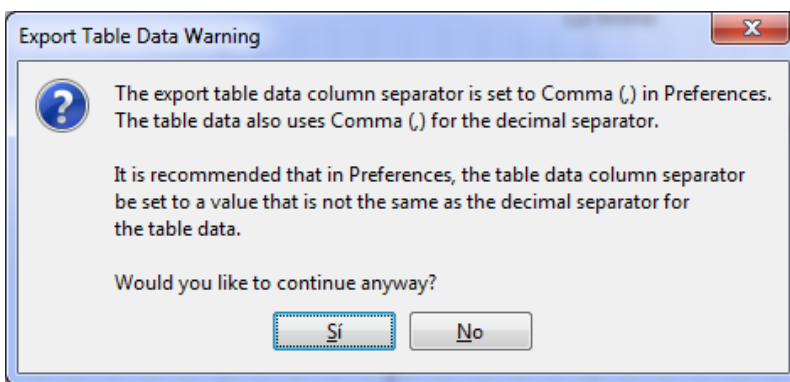 Export Table Data Warning
The export table data column separator is set to Comma (,) in Preferences.
The table data also uses Comma (,) for the decimal separator.
It is recommended that in Preferences, the table data column separator
be set to a value that is not the same as the decimal separator for
the table data.
Would you like to continue anyway?
Sí
No